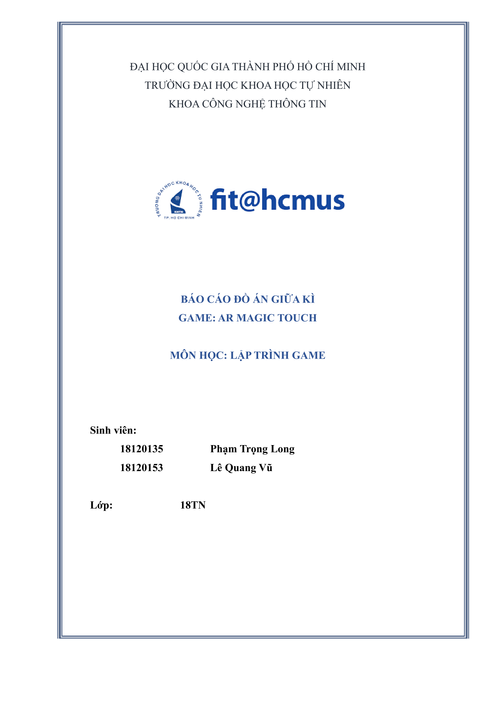 ĐẠI HỌC QUỐC GIA THÀNH PHỐ HỒ CHÍ MINH
TRƯỜNG ĐẠI HỌC KHOA HỌC TỰ NHIÊN
KHOA CÔNG NGHỆ THÔNG TIN
TRƯỜNG ĐẠI HỌC KHOA HỌC TỰ NHIÊN
TP. HỒ CHÍ MINH
fit@hcmus
BÁO CÁO ĐỒ ÁN GIỮA KÌ
GAME: AR MAGIC TOUCH
MÔN HỌC: LẬP TRÌNH GAME
Sinh viên:
18120135 Phạm Trọng Long
18120153 Lê Quang Vũ
Lớp: 18TN